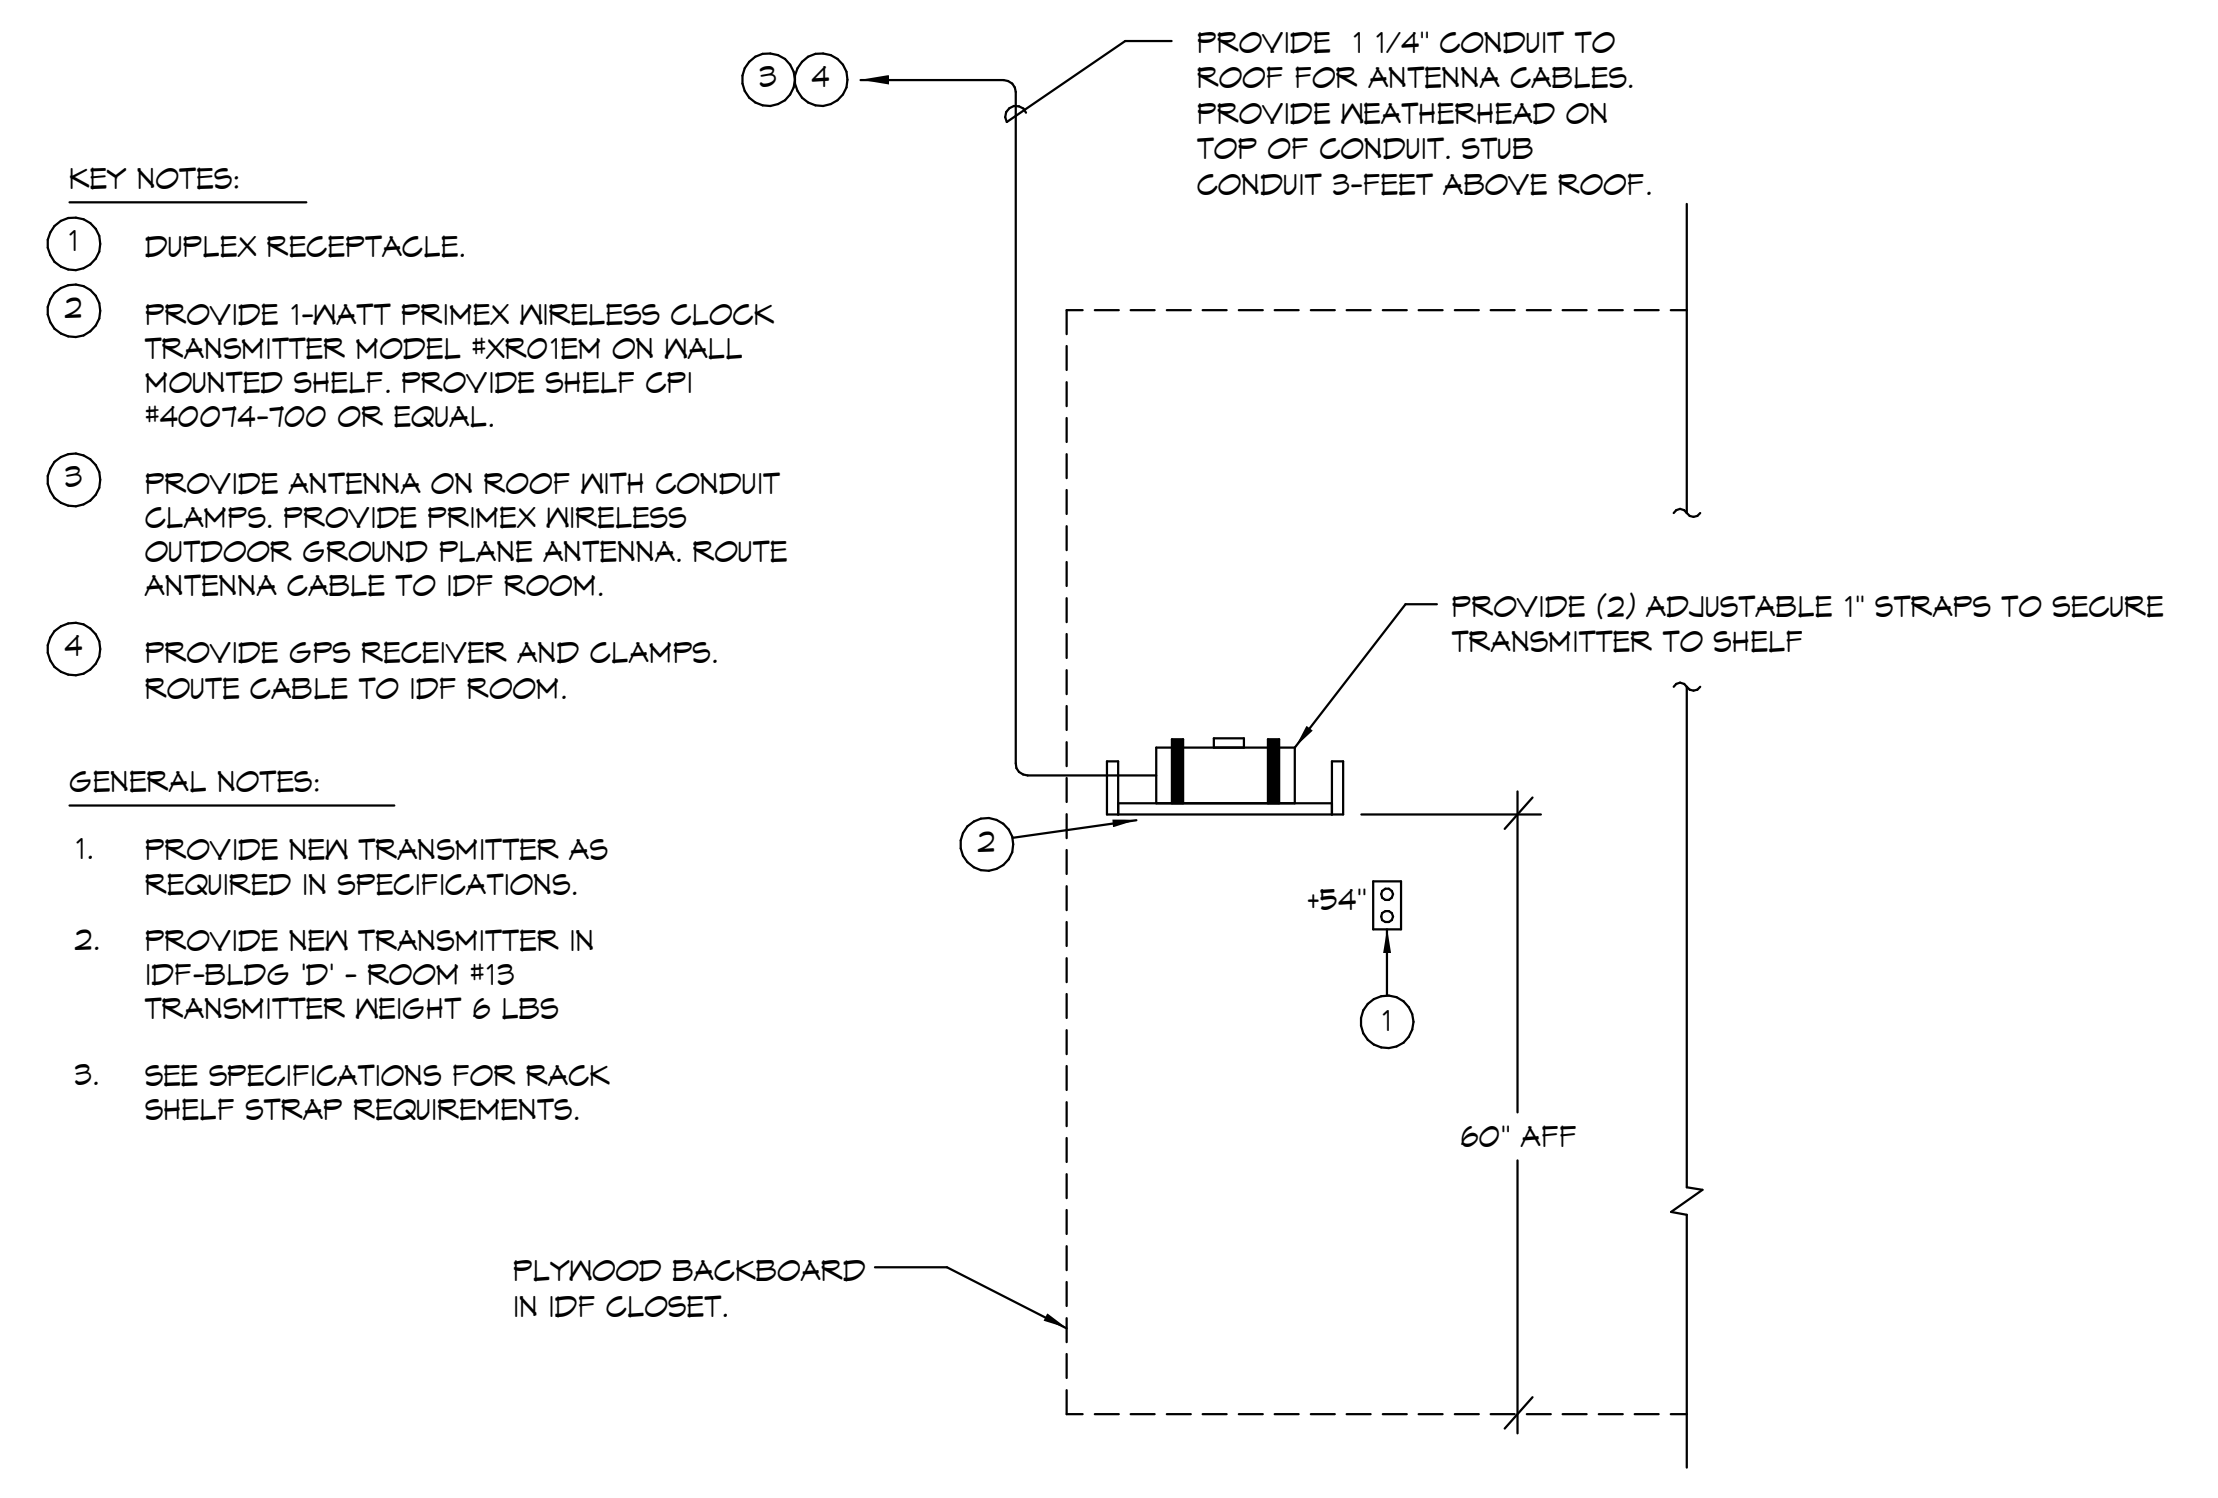 PROVIDE 1 1/4" CONDUIT TO
ROOF FOR ANTENNA CABLES.
PROVIDE WEATHERHEAD ON
TOP OF CONDUIT. STUB
CONDUIT 3-FEET ABOVE ROOF.
3 4
KEY NOTES:
1 DUPLEX RECEPTACLE.
2 PROVIDE 1-WATT PRIMEX WIRELESS CLOCK
TRANSMITTER MODEL #XR01EM ON WALL
MOUNTED SHELF. PROVIDE SHELF CPI
#40074-700 OR EQUAL.
3 PROVIDE ANTENNA ON ROOF WITH CONDUIT
CLAMPS. PROVIDE PRIMEX WIRELESS
OUTDOOR GROUND PLANE ANTENNA. ROUTE
ANTENNA CABLE TO IDF ROOM.
4 PROVIDE GPS RECEIVER AND CLAMPS.
ROUTE CABLE TO IDF ROOM.
GENERAL NOTES:
1. PROVIDE NEW TRANSMITTER AS
REQUIRED IN SPECIFICATIONS.
2. PROVIDE NEW TRANSMITTER IN
IDF-BLDG 'D' - ROOM #13
TRANSMITTER WEIGHT 6 LBS
3. SEE SPECIFICATIONS FOR RACK
SHELF STRAP REQUIREMENTS.
PROVIDE (2) ADJUSTABLE 1" STRAPS TO SECURE
TRANSMITTER TO SHELF
2
+54"
1
60" AFF
PLYWOOD BACKBOARD
IN IDF CLOSET.